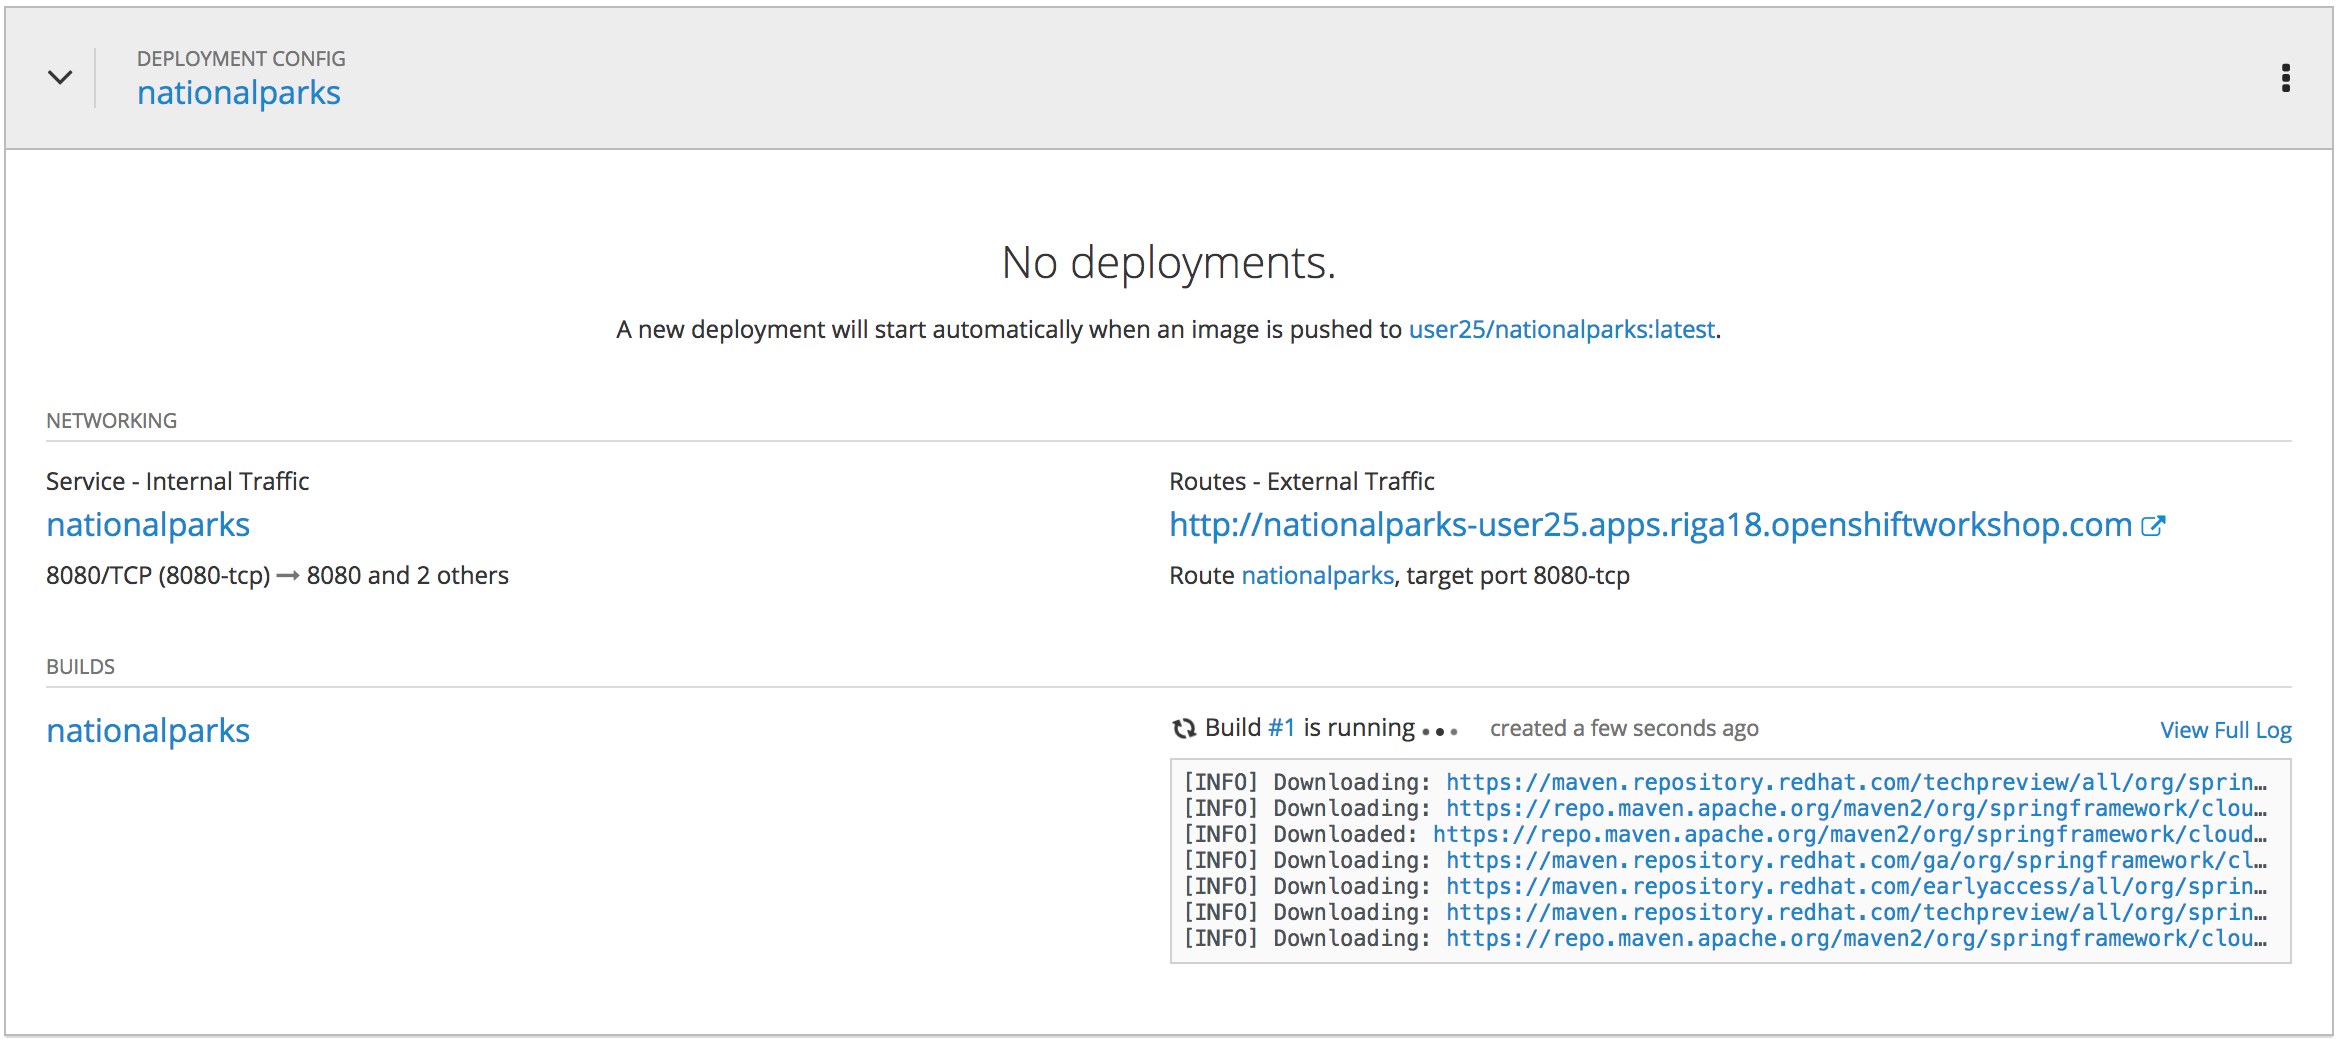 DEPLOYMENT CONFIG
nationalparks
No deployments.
A new deployment will start automatically when an image is pushed to user25/nationalparks:latest.
NETWORKING
Service - Internal Traffic
nationalparks
8080/TCP (8080-tcp) → 8080 and 2 others
Routes - External Traffic
http://nationalparks-user25.apps.riga18.openshiftworkshop.com
Route nationalparks, target port 8080-tcp
BUILDS
nationalparks
Build #1 is running ... created a few seconds ago View Full Log
[INFO] Downloading: https://maven.repository.redhat.com/techpreview/all/org/sprin…
[INFO] Downloading: https://repo.maven.apache.org/maven2/org/springframework/clou…
[INFO] Downloaded: https://repo.maven.apache.org/maven2/org/springframework/cloud…
[INFO] Downloading: https://maven.repository.redhat.com/ga/org/springframework/cl…
[INFO] Downloading: https://maven.repository.redhat.com/earlyaccess/all/org/sprin…
[INFO] Downloading: https://maven.repository.redhat.com/techpreview/all/org/sprin…
[INFO] Downloading: https://repo.maven.apache.org/maven2/org/springframework/clou…